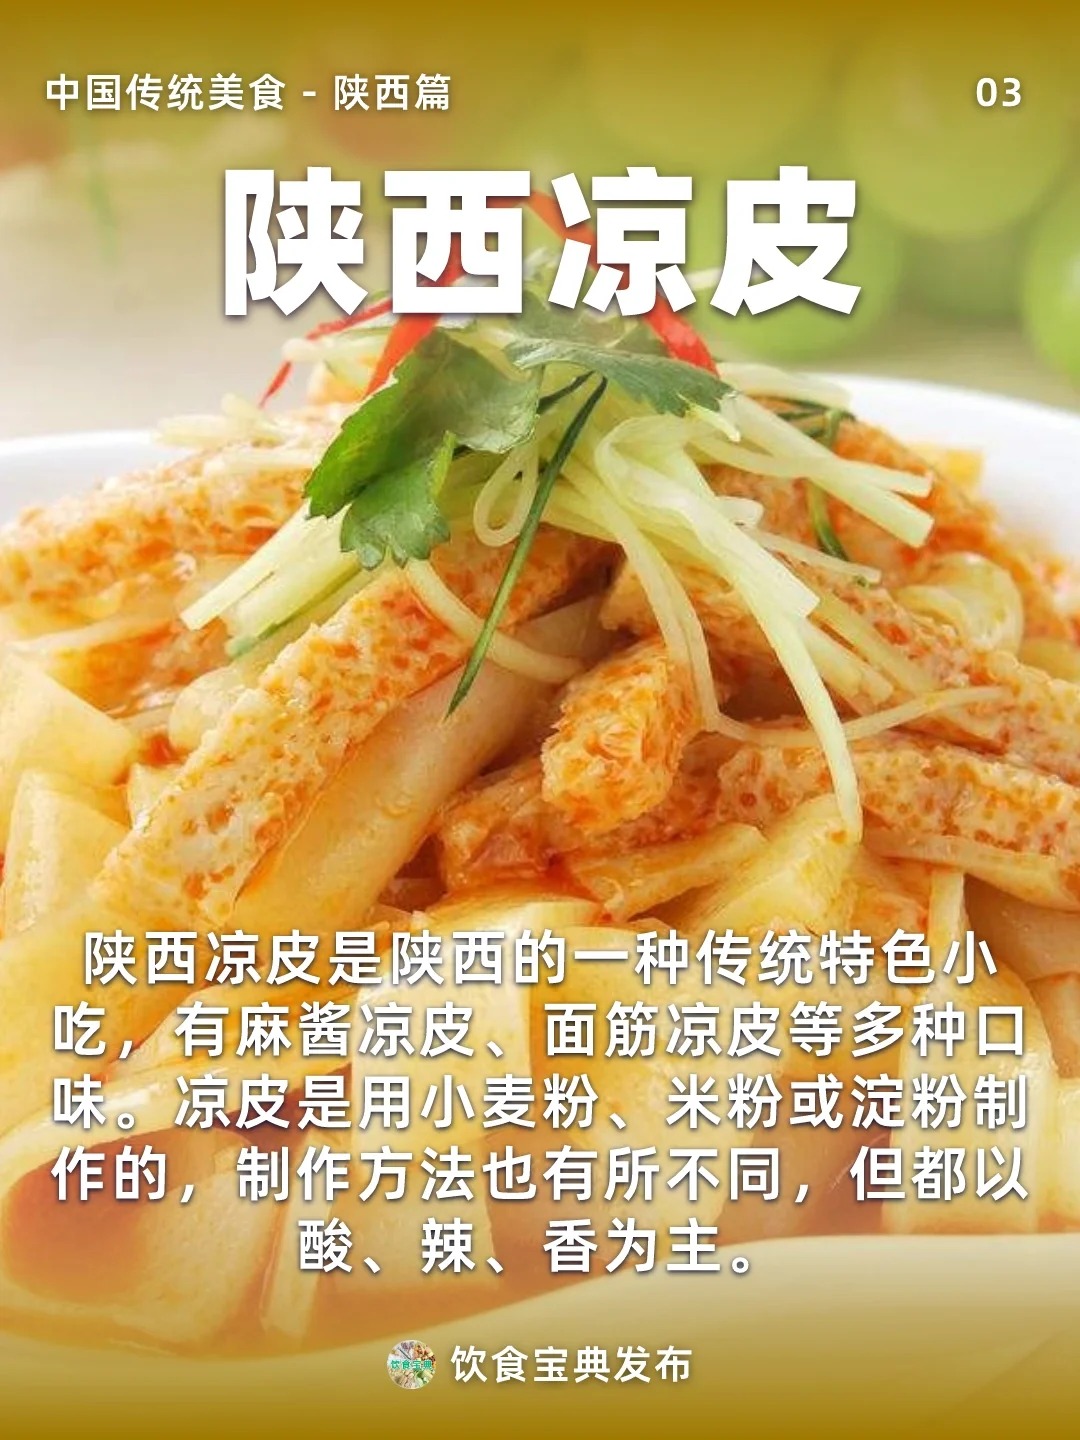 中国传统美食 - 陕西篇
03
陕西凉皮
陕西凉皮是陕西的一种传统特色小
吃，有麻酱凉皮、面筋凉皮等多种口
味。凉皮是用小麦粉、米粉或淀粉制
作的，制作方法也有所不同，但都以
酸、辣、香为主。
饮食宝典
饮食宝典发布